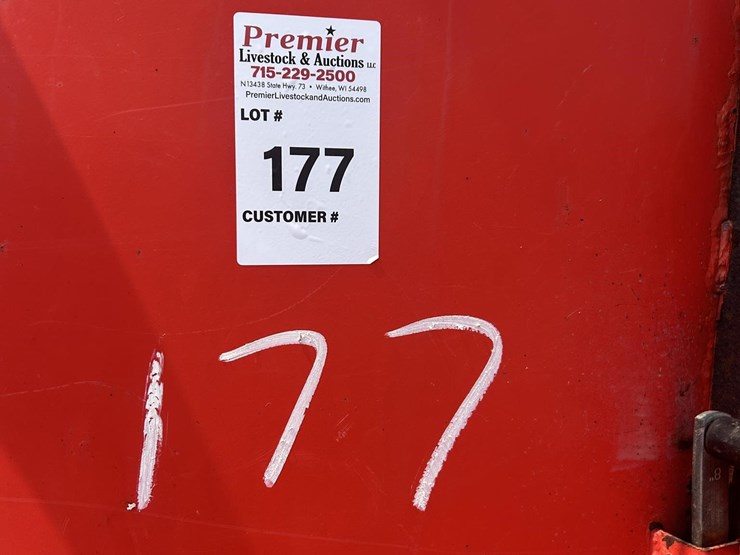 Premier
Livestock & Auctions LLC
715-229-2500
N13438 State Hwy. 73 • Withee, WI 54498
PremierLivestockandAuctions.com
LOT #
177
CUSTOMER #
177
8"